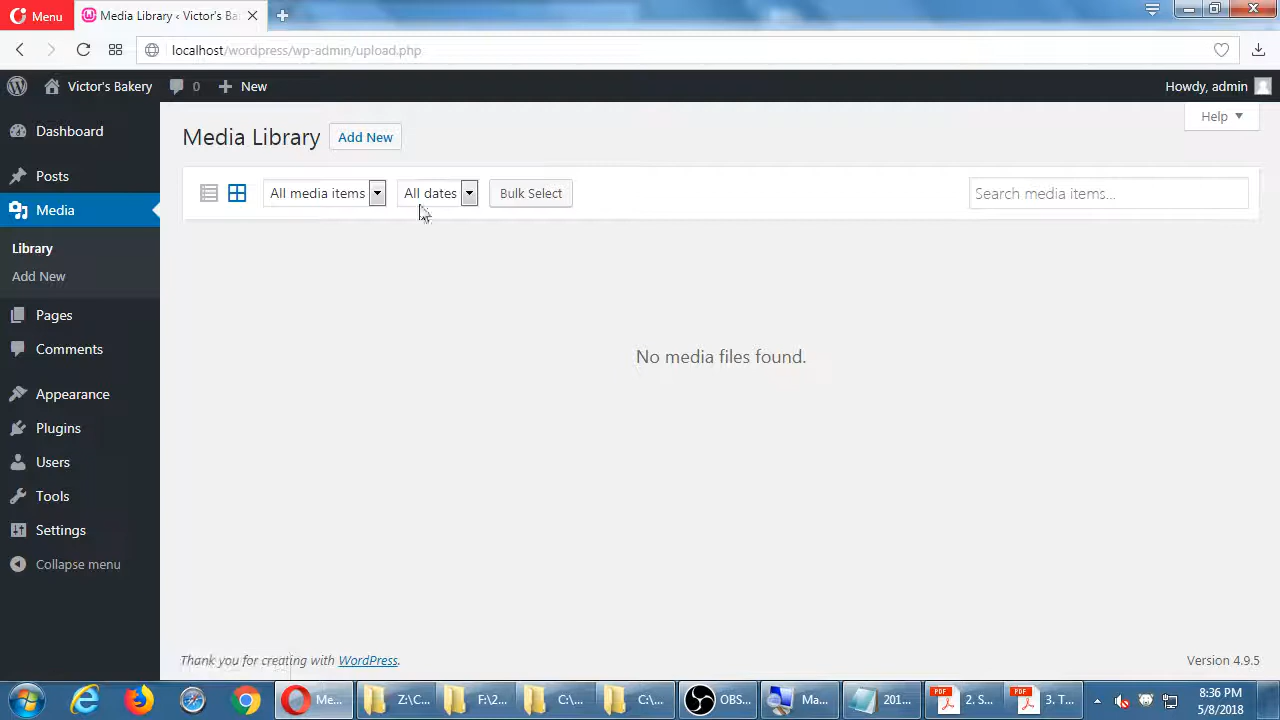 Menu
Media Library ‹ Victor's Ba
localhost/wordpress/wp-admin/upload.php
Victor's Bakery
0
New
Howdy, admin
Dashboard
Posts
Media
Library
Add New
Pages
Comments
Appearance
Plugins
Users
Tools
Settings
Collapse menu
Help
Media Library
Add New
All media items
All dates
Bulk Select
Search media items...
No media files found.
Thank you for creating with WordPress.
Version 4.9.5
Me...
Z:\C...
F:\2...
C:\...
C:\...
OBS...
Ma...
201...
PDF
2. S...
PDF
3. T...
8:36 PM
5/8/2018